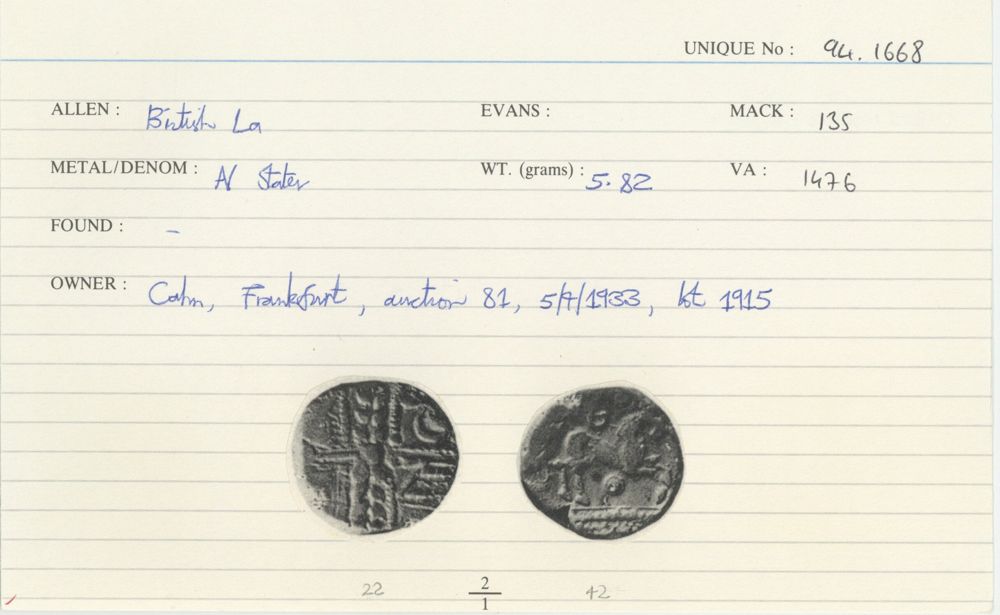 UNIQUE No : 94.1668
ALLEN : British La EVANS : MACK : 135
METAL/DENOM : AV Stater WT. (grams) : 5.82 VA : 1476
FOUND : -
OWNER : Cahn, Frankfurt, auction 81, 5/7/1933, lot 1915
22 2/1 42